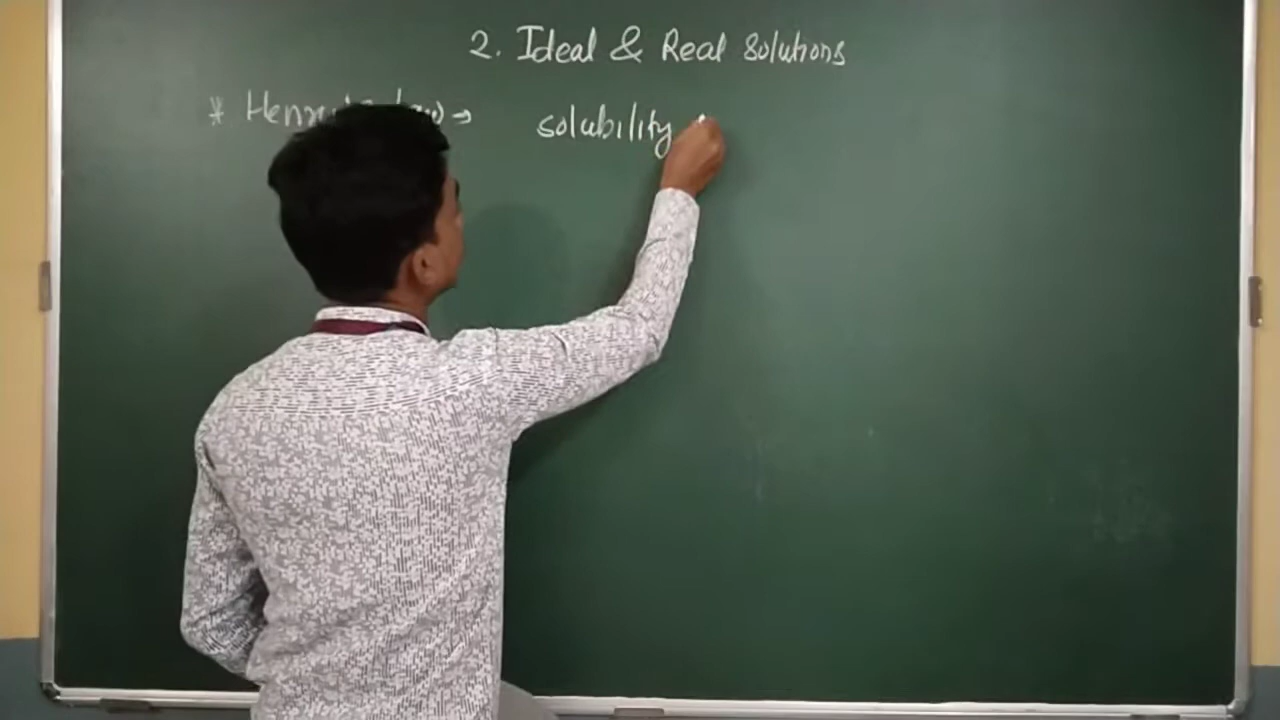 2. Ideal & Real Solutions
* → solubility